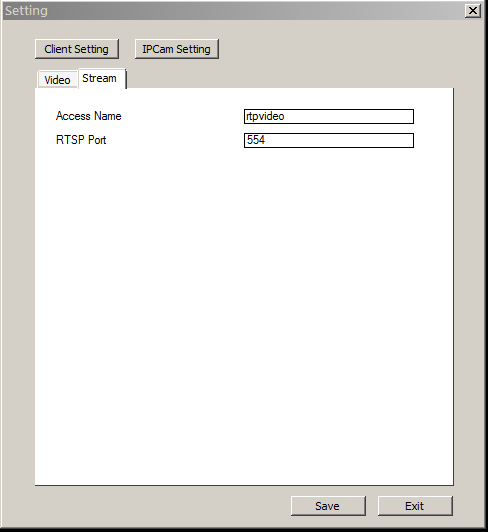 Setting
Client Setting IPCam Setting
Video Stream
Access Name rtpvideo
RTSP Port 554
Save Exit